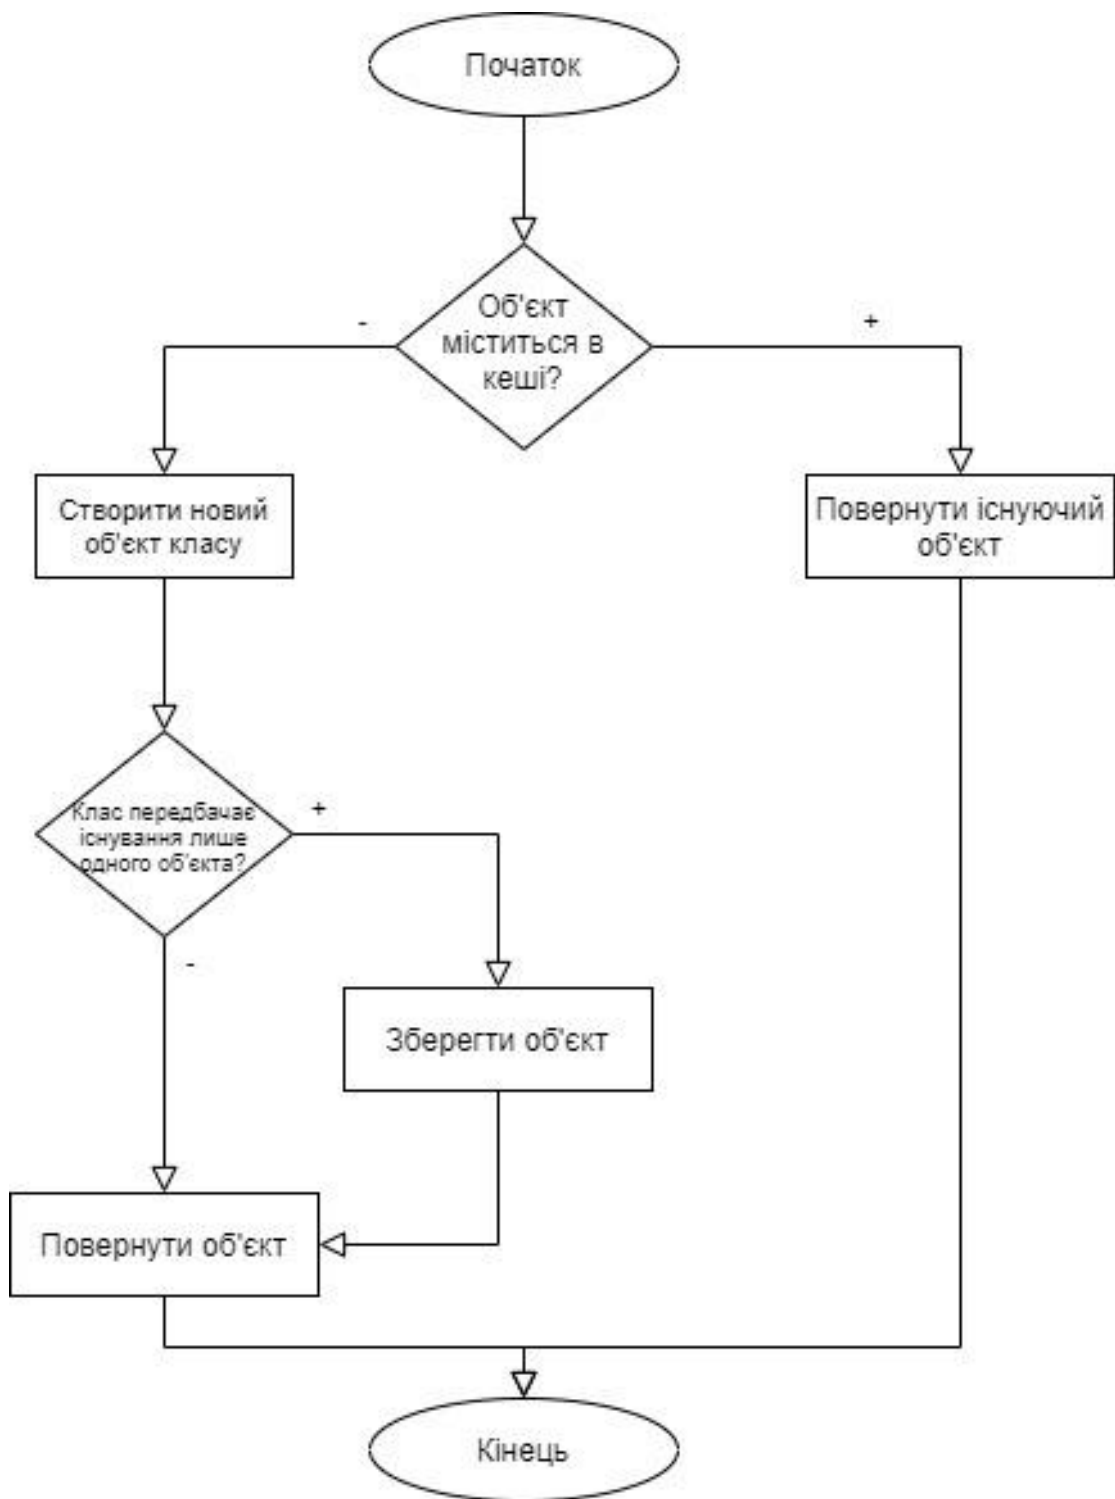 Початок
Об'єкт
міститься в
кеші?
-
+
Створити новий
об'єкт класу
Повернути існуючий
об'єкт
Клас передбачає
існування лише
одного об'єкта?
+
-
Зберегти об'єкт
Повернути об'єкт
Кінець